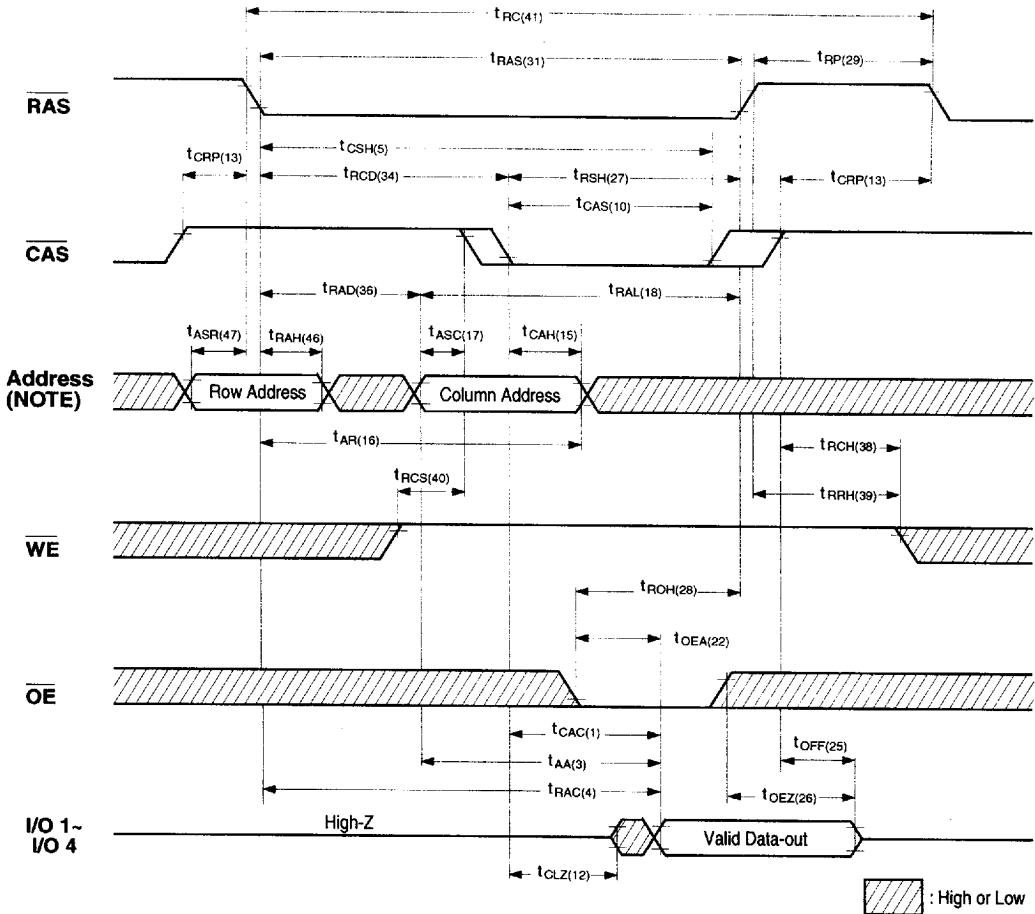 tRC(41)
tRAS(31)
tRP(29)
RAS
tCSH(5)
tCRP(13)
tRCD(34)
tRSH(27)
tCRP(13)
tCAS(10)
CAS
tRAD(36)
tRAL(18)
tASR(47)
tRAH(46)
tASC(17)
tCAH(15)
Address
(NOTE)
Row Address
Column Address
tAR(16)
tRCH(38)
tRCS(40)
tRRH(39)
WE
tROH(28)
tOEA(22)
OE
tCAC(1)
tOFF(25)
tAA(3)
tRAC(4)
tOEZ(26)
I/O 1~
I/O 4
High-Z
Valid Data-out
tCLZ(12)
: High or Low